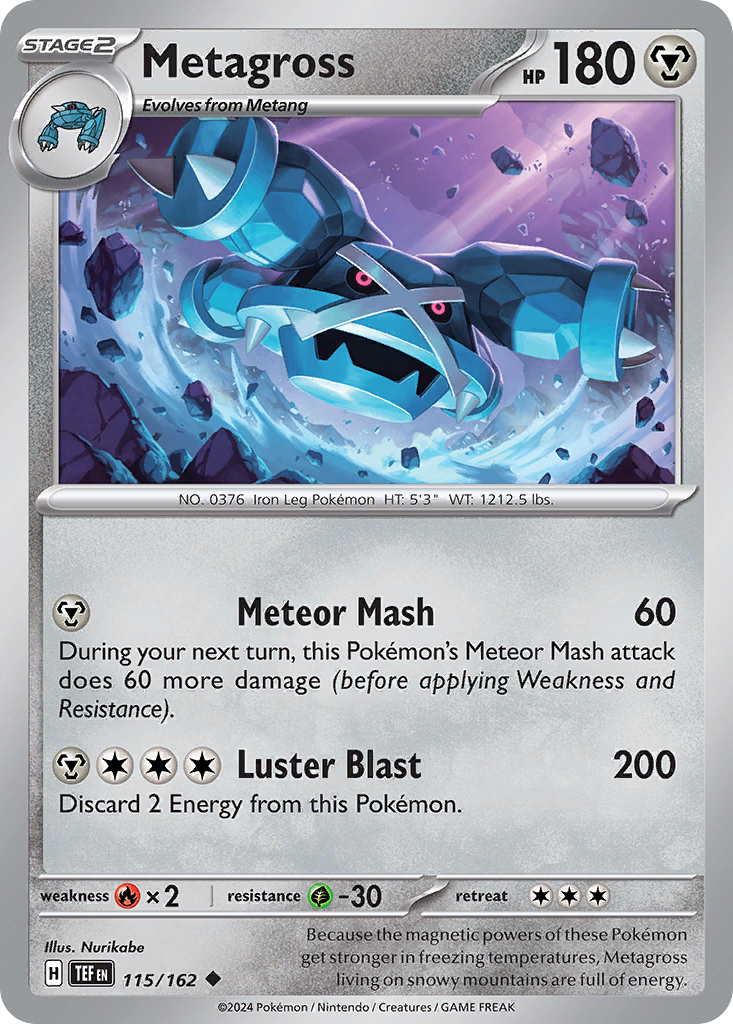 STAGE2
Metagross
HP 180
Evolves from Metang
NO. 0376 Iron Leg Pokémon HT: 5'3" WT: 1212.5 lbs.
Meteor Mash 60
During your next turn, this Pokémon's Meteor Mash attack
does 60 more damage (before applying Weakness and
Resistance).
Luster Blast 200
Discard 2 Energy from this Pokémon.
weakness ×2 resistance -30 retreat
Illus. Nurikabe
Because the magnetic powers of these Pokémon
get stronger in freezing temperatures, Metagross
living on snowy mountains are full of energy.
H TEF EN 115/162
©2024 Pokémon / Nintendo / Creatures / GAME FREAK